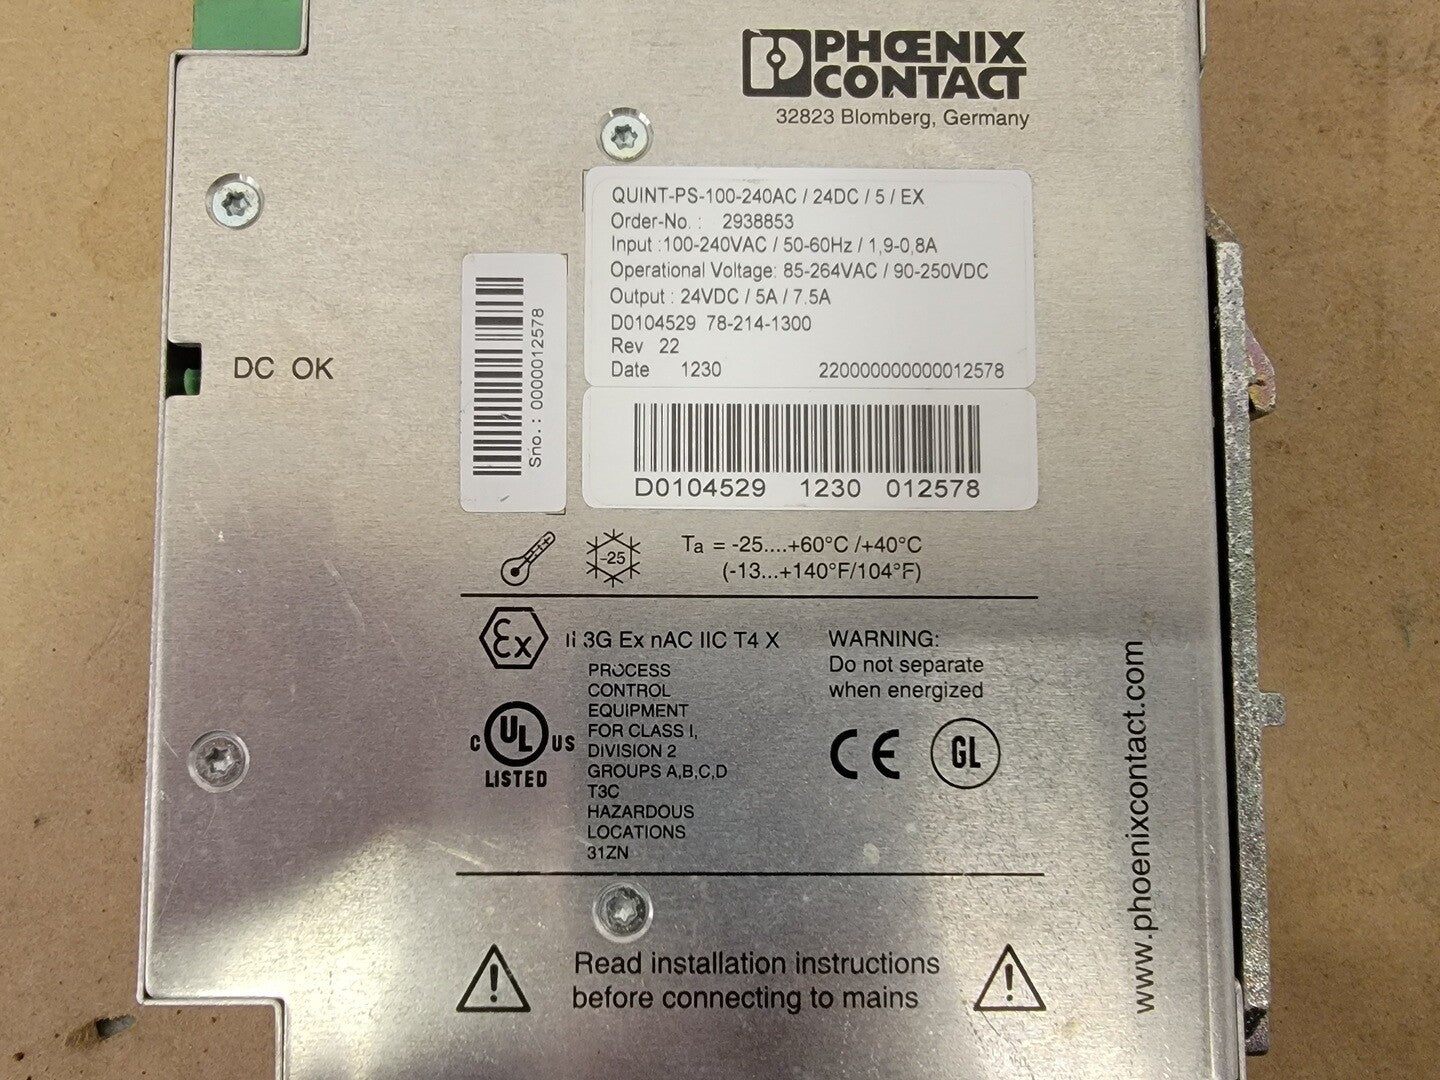 PHŒNIX
CONTACT
32823 Blomberg, Germany
QUINT-PS-100-240AC / 24DC / 5 / EX
Order-No. : 2938853
Input :100-240VAC / 50-60Hz / 1,9-0,8A
Operational Voltage: 85-264VAC / 90-250VDC
Output : 24VDC / 5A / 7.5A
D0104529 78-214-1300
Rev 22
Date 1230 220000000000012578
Sno. : 0000012578
DC OK
D0104529 1230 012578
-25
Ta = -25....+60°C /+40°C
(-13...+140°F/104°F)
Ex
II 3G Ex nAC IIC T4 X
WARNING:
Do not separate
when energized
C UL US
LISTED
PROCESS
CONTROL
EQUIPMENT
FOR CLASS I,
DIVISION 2
GROUPS A,B,C,D
T3C
HAZARDOUS
LOCATIONS
31ZN
CE GL
www.phoenixcontact.com
! Read installation instructions !
before connecting to mains